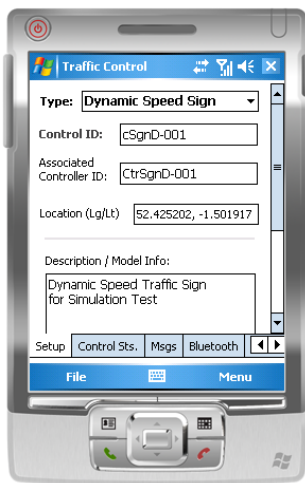 Traffic Control
Type: Dynamic Speed Sign
Control ID: cSgnD-001
Associated
Controller ID: CtrSgnD-001
Location (Lg/Lt) 52.425202, -1.501917
Description / Model Info:
Dynamic Speed Traffic Sign
for Simulation Test
Setup Control Sts. Msgs Bluetooth
File Menu